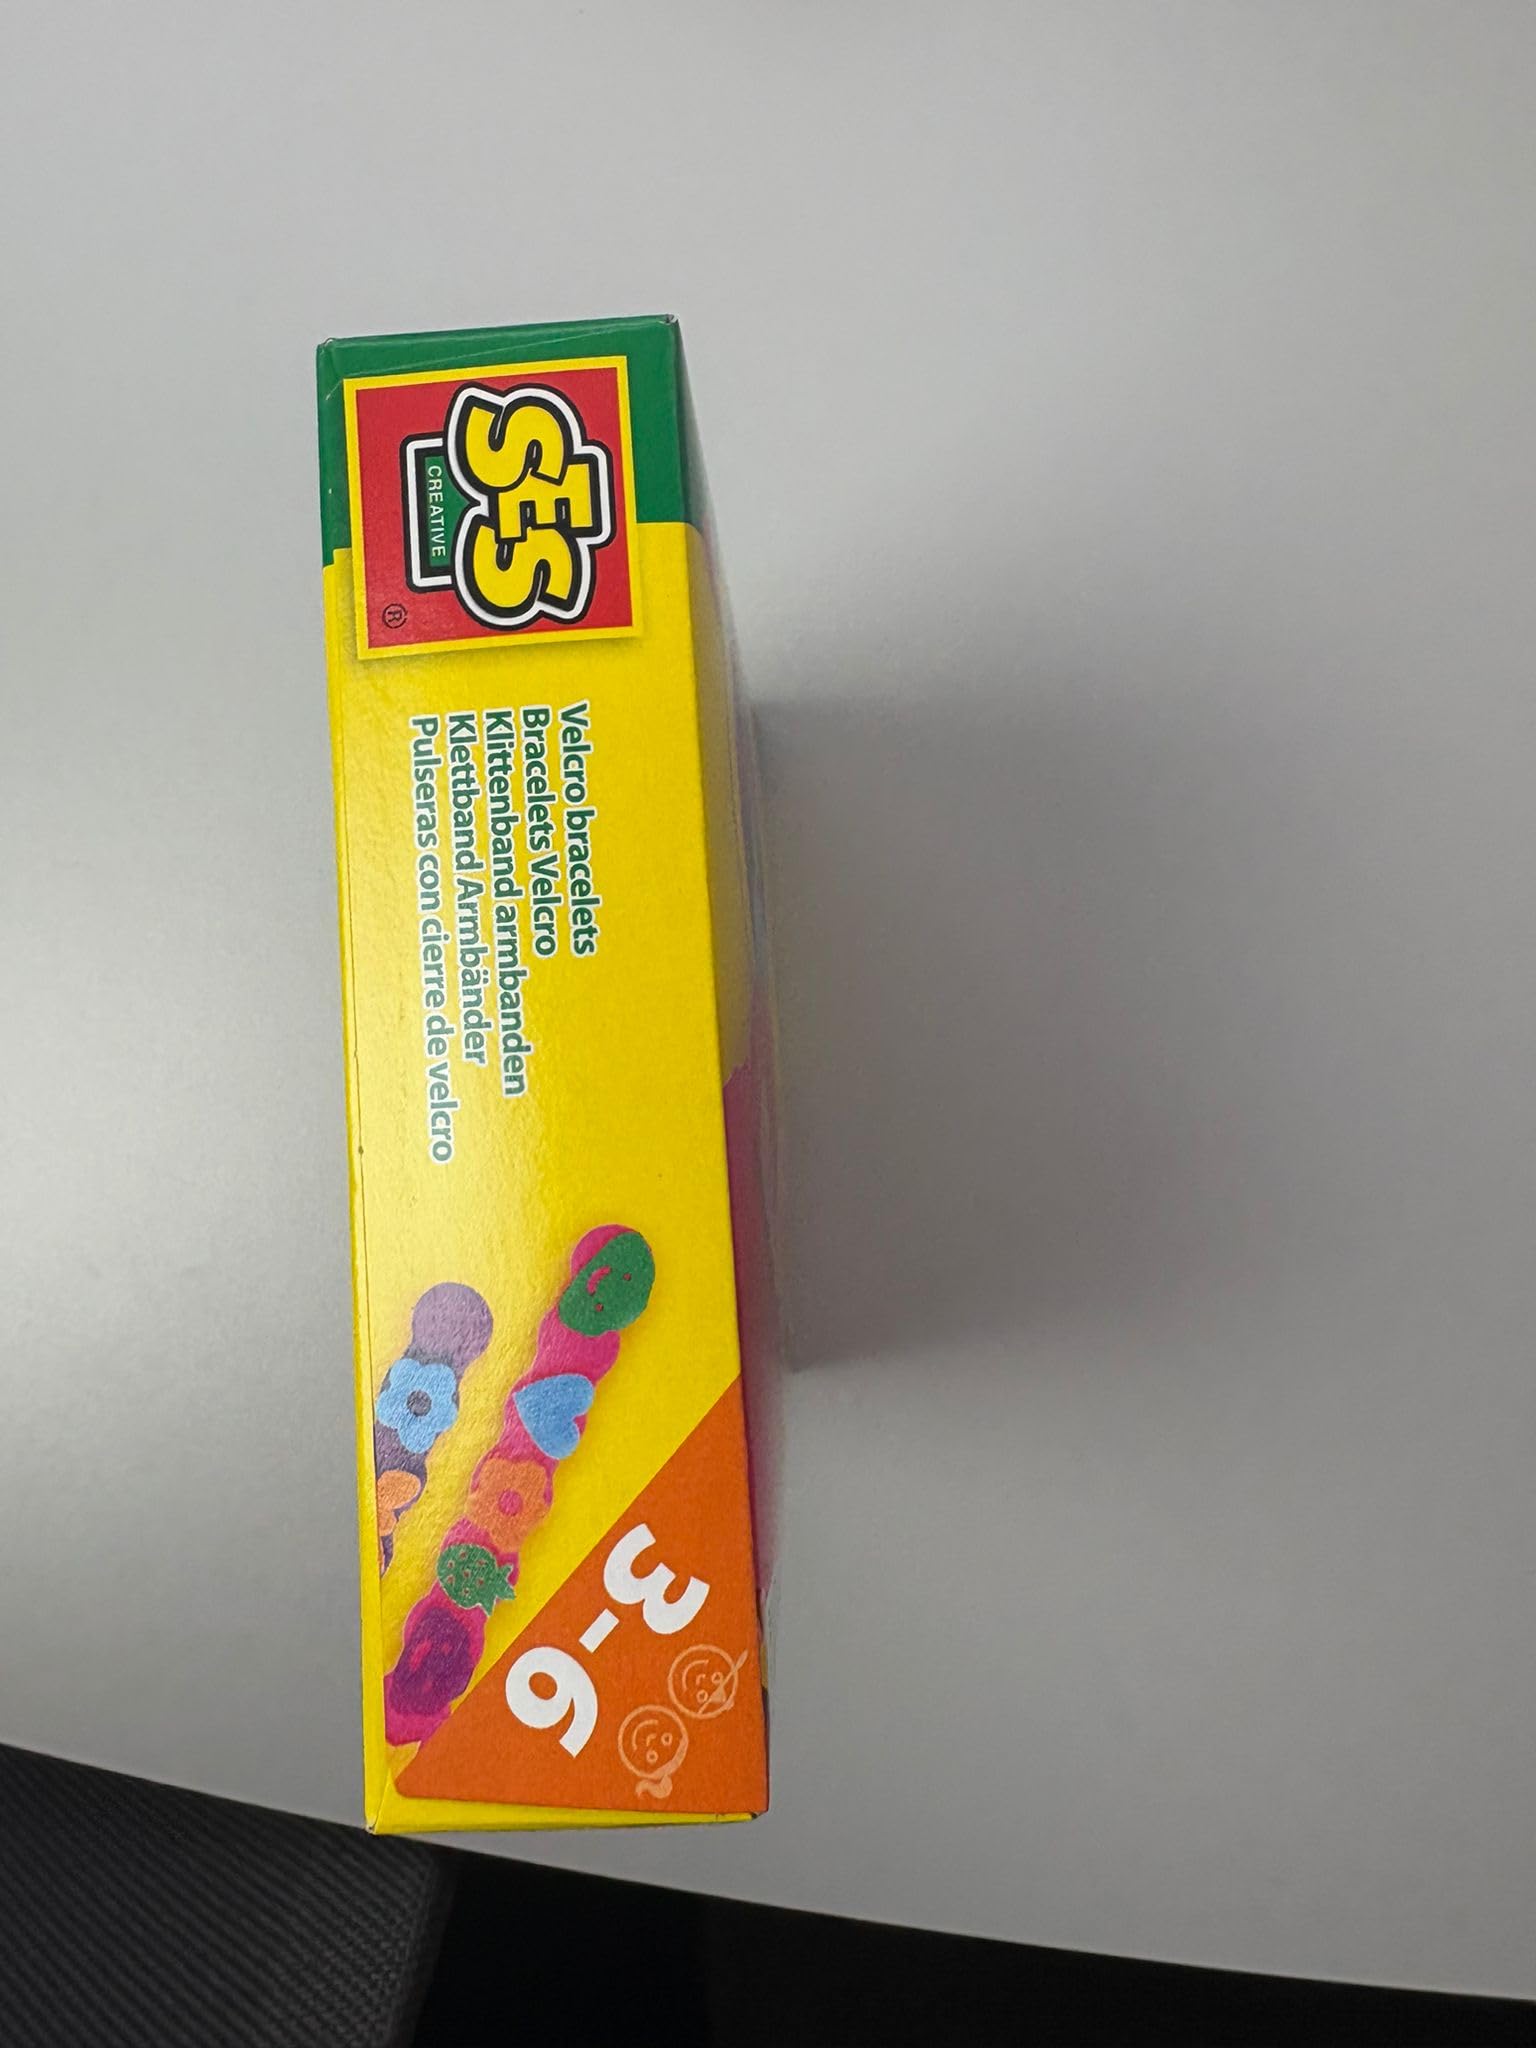 SES
CREATIVE
®
Velcro bracelets
Bracelets Velcro
Klittenband armbanden
Klettband Armbänder
Pulseras con cierre de velcro
3-6